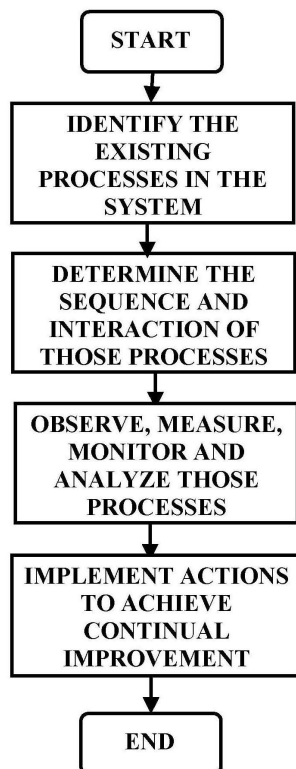 START
IDENTIFY THE
EXISTING
PROCESSES IN THE
SYSTEM
DETERMINE THE
SEQUENCE AND
INTERACTION OF
THOSE PROCESSES
OBSERVE, MEASURE,
MONITOR AND
ANALYZE THOSE
PROCESSES
IMPLEMENT ACTIONS
TO ACHIEVE
CONTINUAL
IMPROVEMENT
END